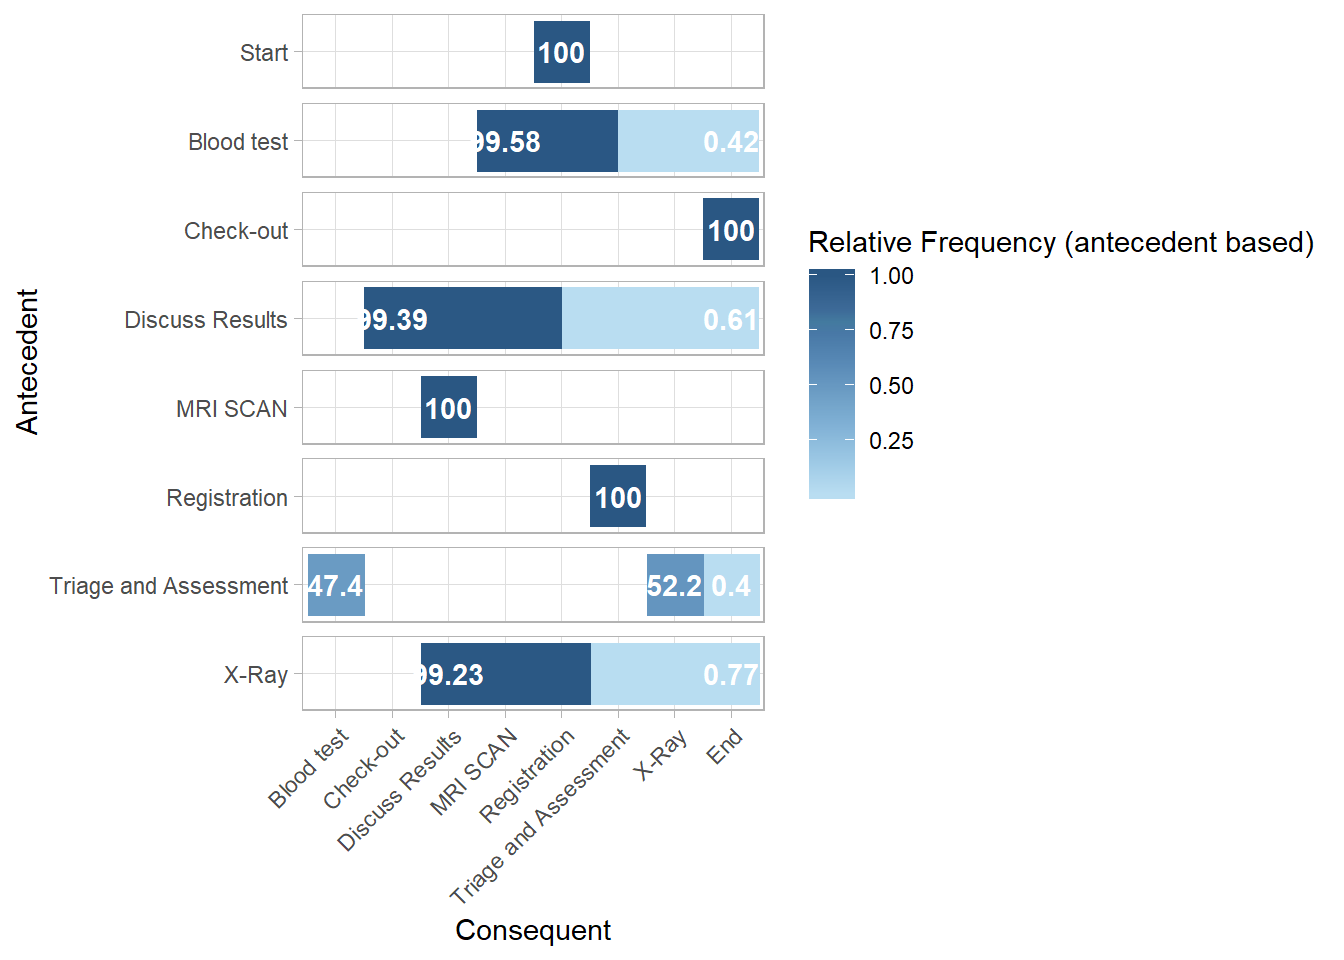 Start
100
Blood test
99.58
0.42
Check-out
100
Discuss Results
99.39
0.61
MRI SCAN
100
Registration
100
Triage and Assessment
47.4
52.2
0.4
X-Ray
99.23
0.77
Antecedent
Blood test
Check-out
Discuss Results
MRI SCAN
Registration
Triage and Assessment
X-Ray
End
Consequent
Relative Frequency (antecedent based)
1.00
0.75
0.50
0.25